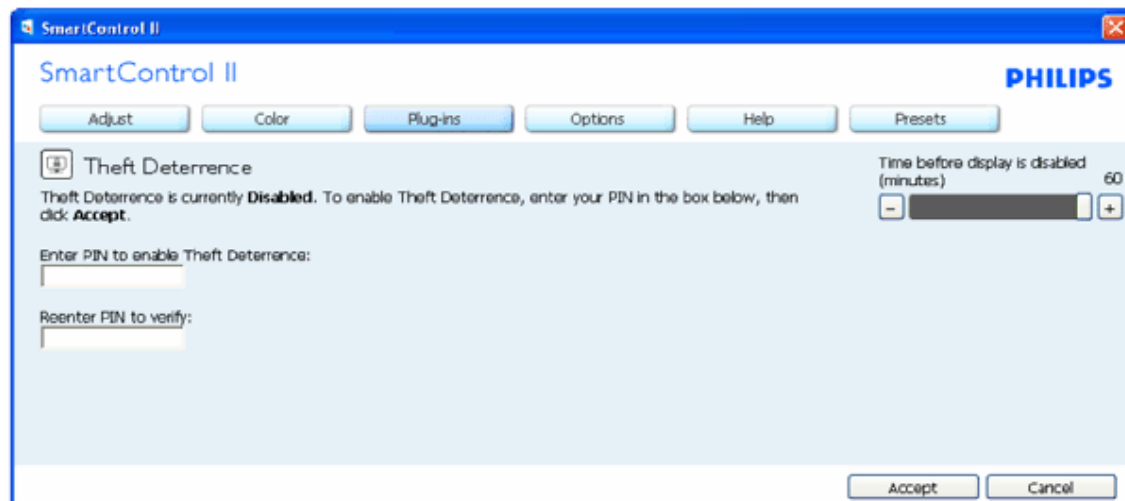 SmartControl II
SmartControl II
PHILIPS
Adjust
Color
Plug-ins
Options
Help
Presets
Theft Deterrence
Theft Deterrence is currently Disabled. To enable Theft Deterrence, enter your PIN in the box below, then
click Accept.
Time before display is disabled
(minutes) 60
Enter PIN to enable Theft Deterrence:
Reenter PIN to verify:
Accept
Cancel